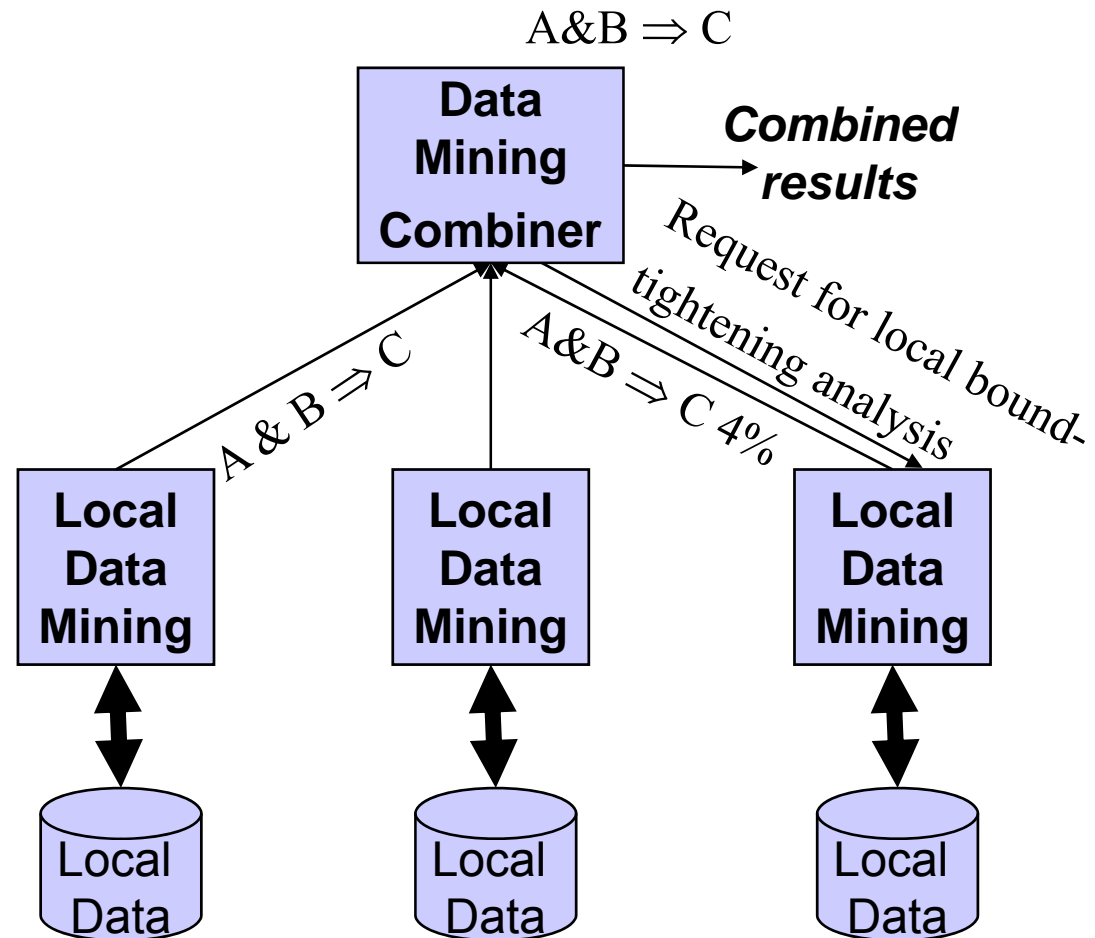 A&B ⇒ C
Data
Mining
Combiner
Combined
results
Request for local bound-
tightening analysis
A & B ⇒ C
A&B ⇒ C 4%
Local
Data
Mining
Local
Data
Mining
Local
Data
Mining
Local
Data
Local
Data
Local
Data